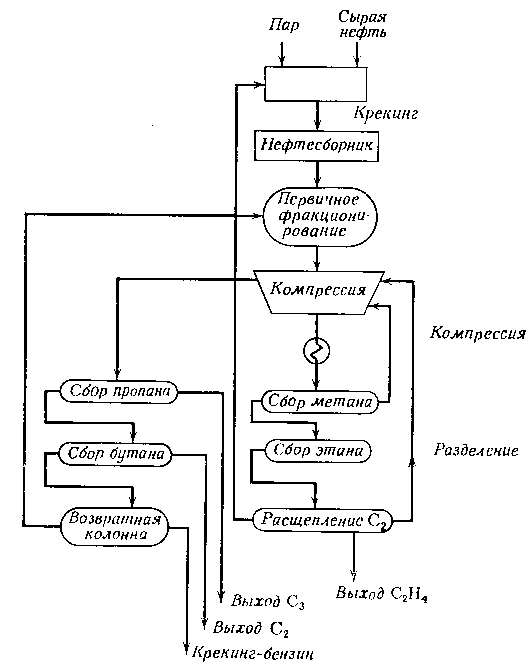 Пар
Сырая
нефть
Крекинг
Нефтесборник
Первичное
фракциони-
рование
Компрессия
Компрессия
Сбор пропана
Сбор метана
Сбор бутана
Сбор этана
Разделение
Возвратная
колонна
Расщепление C₂
Выход C₃
Выход C₂H₄
Выход C₂
Крекинг-бензин